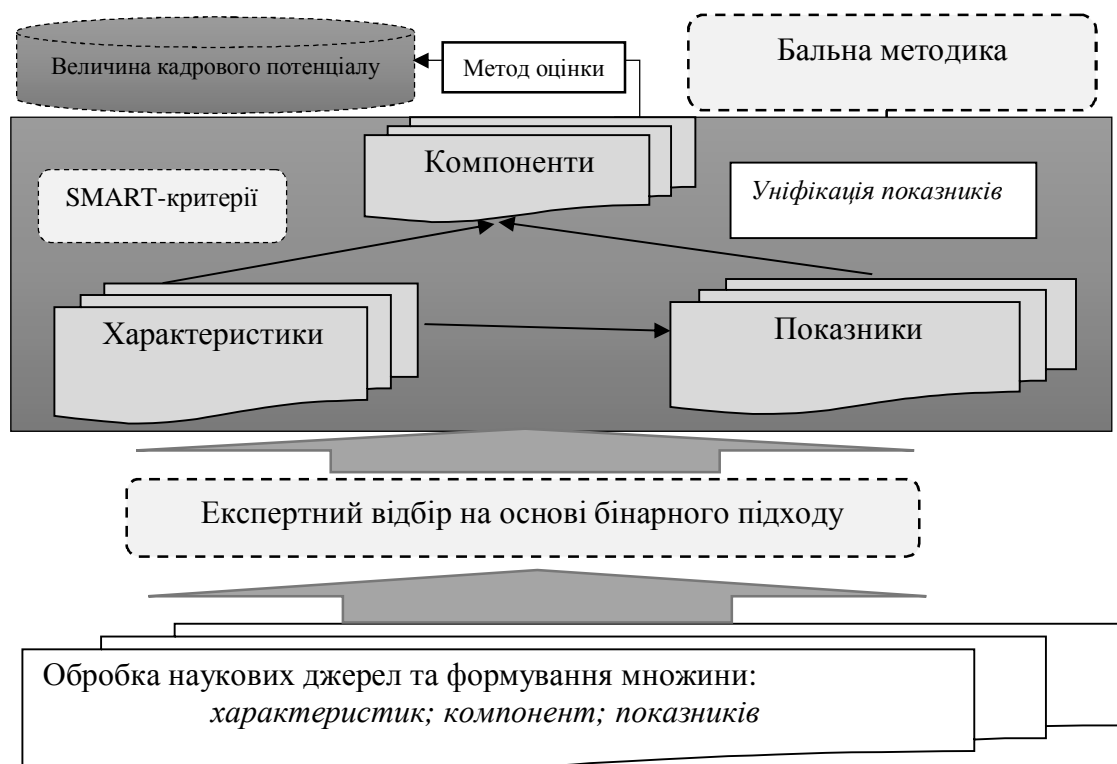 Величина кадрового потенціалу
Метод оцінки
Бальна методика
Компоненти
SMART-критерії
Уніфікація показників
Характеристики
Показники
Експертний відбір на основі бінарного підходу
Обробка наукових джерел та формування множини:
характеристик; компонент; показників